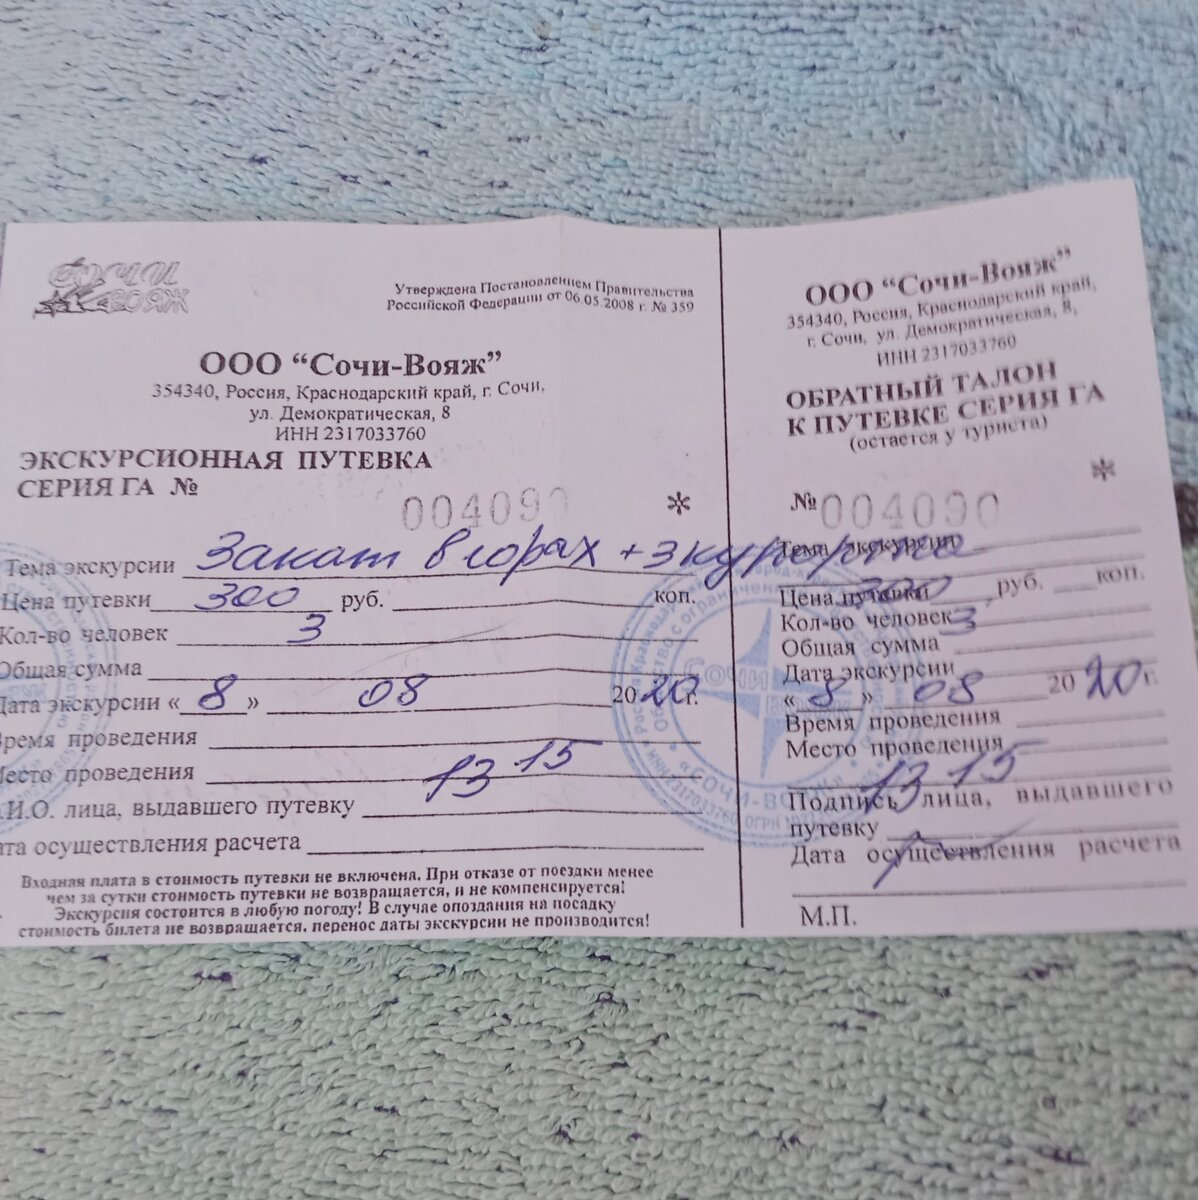 СОЧИ
ВОЯЖ
Утверждена Постановлением Правительства
Российской Федерации от 06.05.2008 г. № 359
ООО “Сочи-Вояж”
354340, Россия, Краснодарский край, г. Сочи,
ул. Демократическая, 8
ИНН 2317033760
ЭКСКУРСИОННАЯ ПУТЕВКА
СЕРИЯ ГА №
004090 *
Тема экскурсии Закат в горах + 3 курорта
Цена путевки 300 руб. коп.
Кол-во человек 3
Общая сумма
Дата экскурсии « 8 » 08 2020 г.
Время проведения
Место проведения 13 15
.И.О. лица, выдавшего путевку
ата осуществления расчета
Входная плата в стоимость путевки не включена. При отказе от поездки менее
чем за сутки стоимость путевки не возвращается, и не компенсируется!
Экскурсия состоится в любую погоду! В случае опоздания на посадку
стоимость билета не возвращается, перенос даты экскурсии не производится!
ООО “Сочи-Вояж”
354340, Россия, Краснодарский край,
г. Сочи, ул. Демократическая, 8,
ИНН 2317033760
ОБРАТНЫЙ ТАЛОН
К ПУТЕВКЕ СЕРИЯ ГА
(остается у туриста)
*
№ 004090
Тема экскурсии
Цена путевки 300 руб. коп.
Кол-во человек 3
Общая сумма
Дата экскурсии
« 8 » 08 2020 г.
Время проведения
Место проведения
13 15
Подпись лица, выдавшего
путевку
Дата осуществления расчета
М.П.
СОЧИ
ВОЯЖ